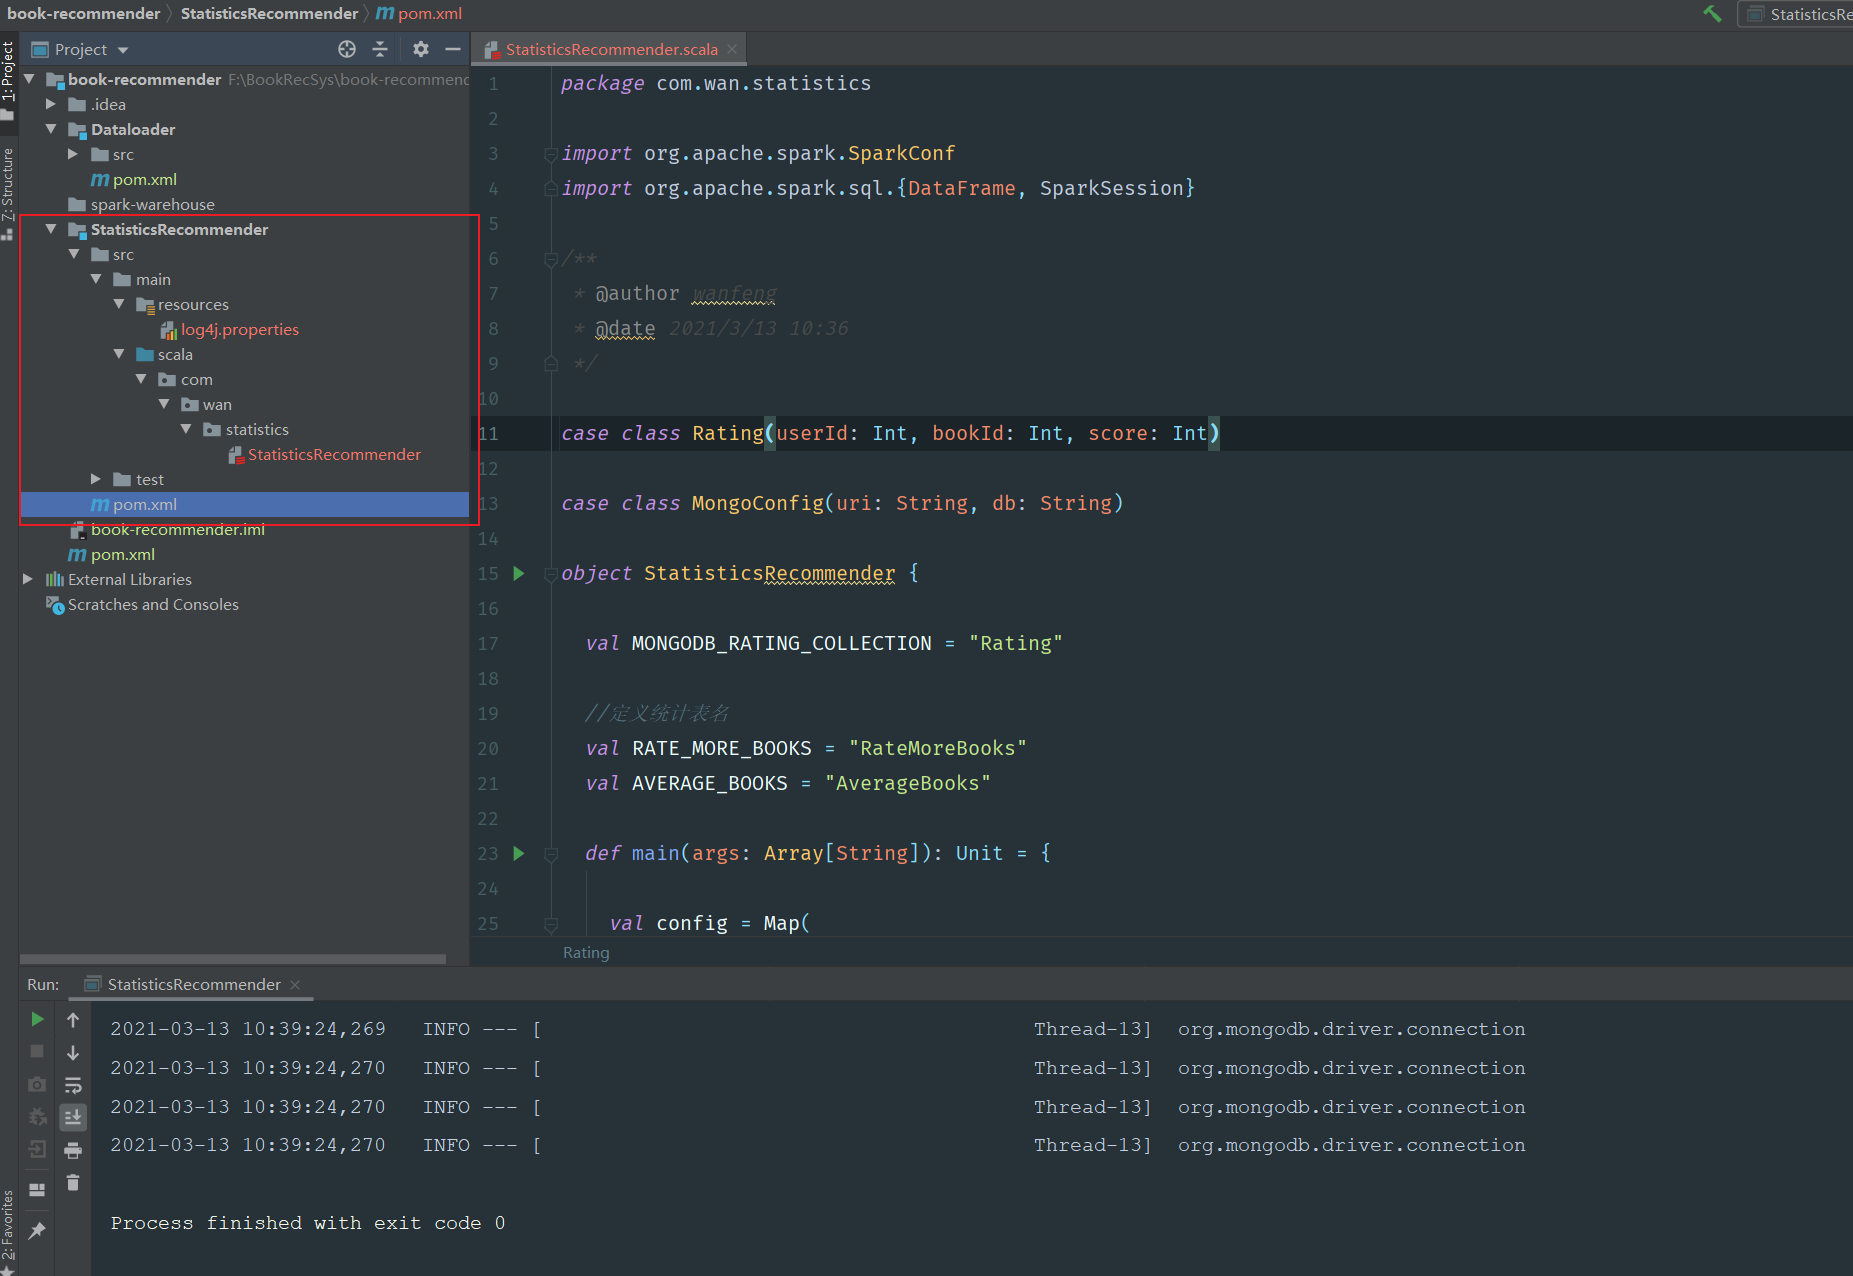 book-recommender StatisticsRecommender pom.xml
StatisticsRe
Project
StatisticsRecommender.scala
1: Project
7: Structure
2: Favorites
book-recommender F:\BookRecSys\book-recommend
.idea
Dataloader
src
pom.xml
spark-warehouse
StatisticsRecommender
src
main
resources
log4j.properties
scala
com
wan
statistics
StatisticsRecommender
test
pom.xml
book-recommender.iml
pom.xml
External Libraries
Scratches and Consoles
1 package com.wan.statistics
2
3 import org.apache.spark.SparkConf
4 import org.apache.spark.sql.{DataFrame, SparkSession}
5
6 /**
7 * @author wanfeng
8 * @date 2021/3/13 10:36
9 */
10
11 case class Rating(userId: Int, bookId: Int, score: Int)
12
13 case class MongoConfig(uri: String, db: String)
14
15 object StatisticsRecommender {
16
17 val MONGODB_RATING_COLLECTION = "Rating"
18
19 //定义统计表名
20 val RATE_MORE_BOOKS = "RateMoreBooks"
21 val AVERAGE_BOOKS = "AverageBooks"
22
23 def main(args: Array[String]): Unit = {
24
25 val config = Map(
Rating
Run: StatisticsRecommender
2021-03-13 10:39:24,269 INFO --- [ Thread-13] org.mongodb.driver.connection
2021-03-13 10:39:24,270 INFO --- [ Thread-13] org.mongodb.driver.connection
2021-03-13 10:39:24,270 INFO --- [ Thread-13] org.mongodb.driver.connection
2021-03-13 10:39:24,270 INFO --- [ Thread-13] org.mongodb.driver.connection
Process finished with exit code 0